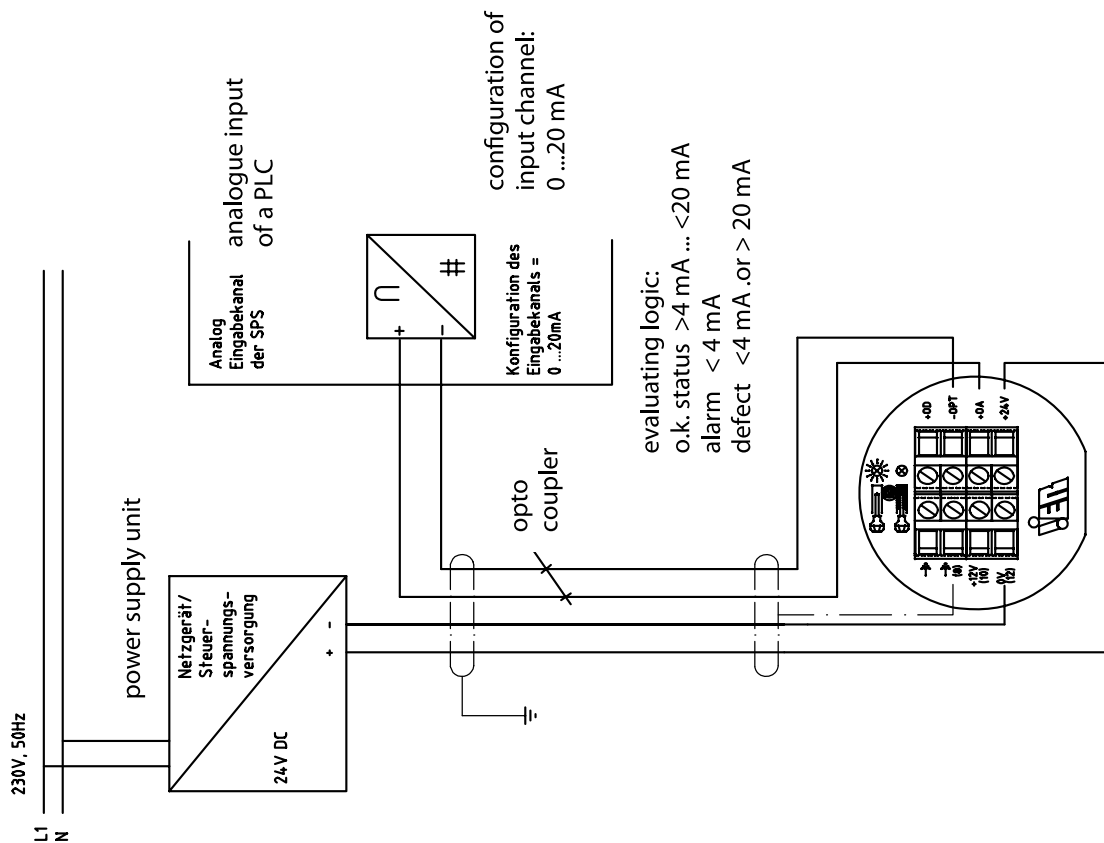 230V, 50Hz
L1
N
power supply unit
Netzgerät/
Steuer-
spannungs-
versorgung
24V DC
+
-
analogue input
of a PLC
Analog
Eingabekanal
der SPS
∩
#
+
-
Konfiguration des
Eingabekanals =
0 ...20mA
configuration of
input channel:
0 ...20 mA
opto
coupler
evaluating logic:
o.k. status >4 mA ... <20 mA
alarm < 4 mA
defect <4 mA .or > 20 mA
+OD
-OPT
+OA
+24V
(8)
+12V
(10)
0V
(12)